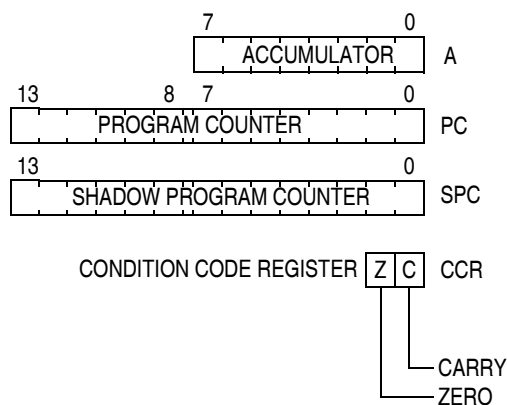 7 0
ACCUMULATOR A
13 8 7 0
PROGRAM COUNTER PC
13 0
SHADOW PROGRAM COUNTER SPC
CONDITION CODE REGISTER Z C CCR
CARRY
ZERO